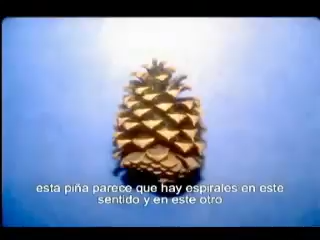 esta piña parece que hay espirales en este
sentido y en este otro